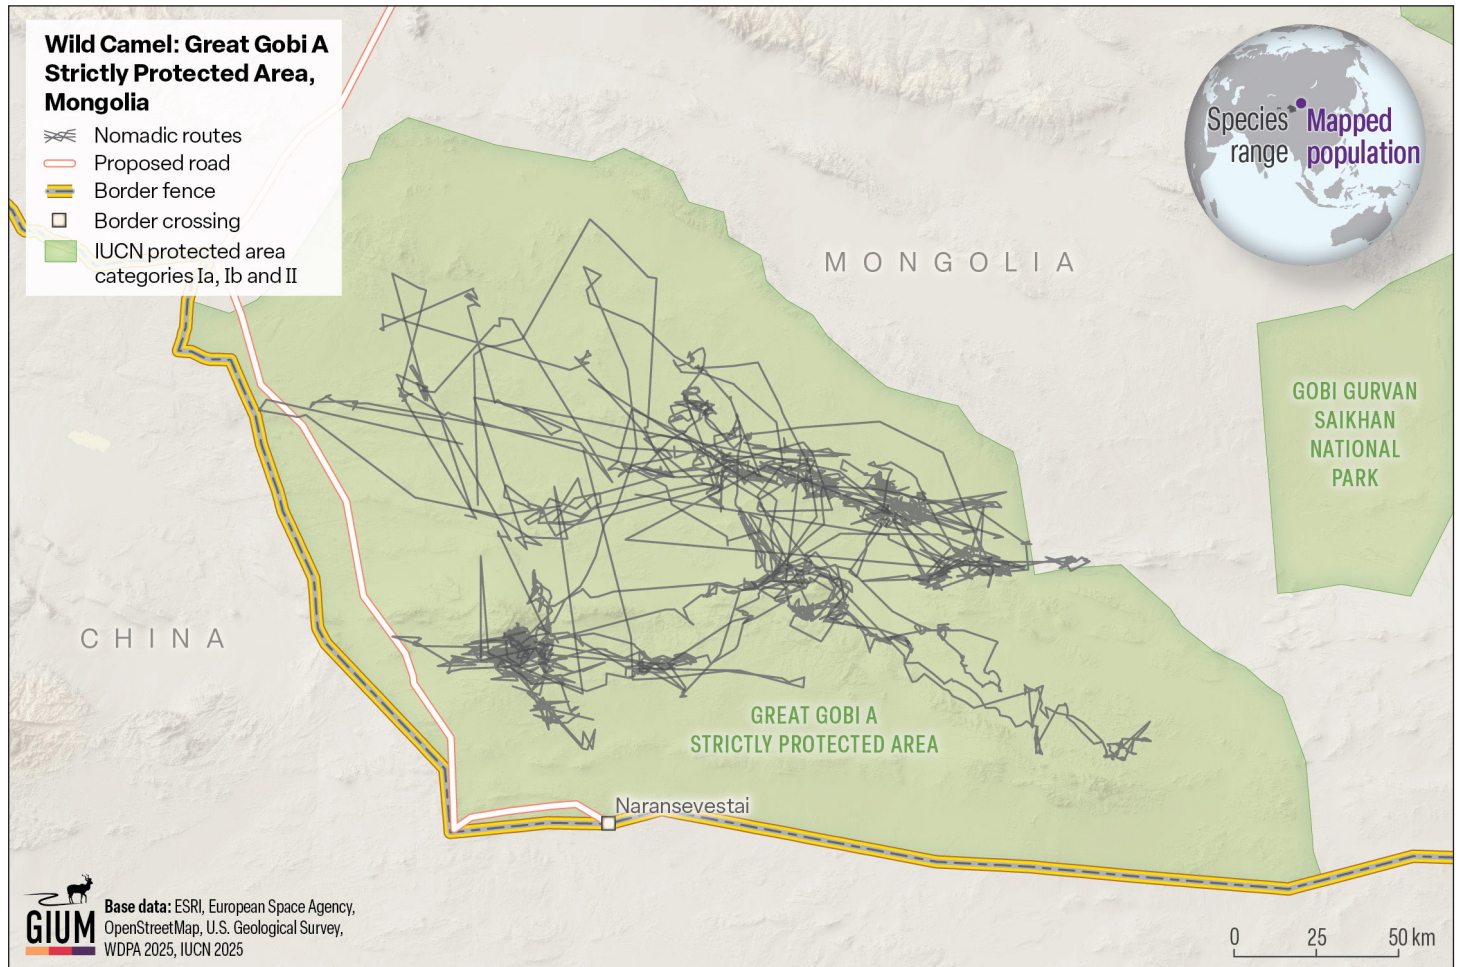 Wild Camel: Great Gobi A
Strictly Protected Area,
Mongolia
Nomadic routes
Proposed road
Border fence
Border crossing
IUCN protected area
categories Ia, Ib and II
Species
range
Mapped
population
MONGOLIA
GOBI GURVAN
SAIKHAN
NATIONAL
PARK
CHINA
GREAT GOBI A
STRICTLY PROTECTED AREA
Naransevestai
GIUM
Base data: ESRI, European Space Agency,
OpenStreetMap, U.S. Geological Survey,
WDPA 2025, IUCN 2025
0 25 50 km